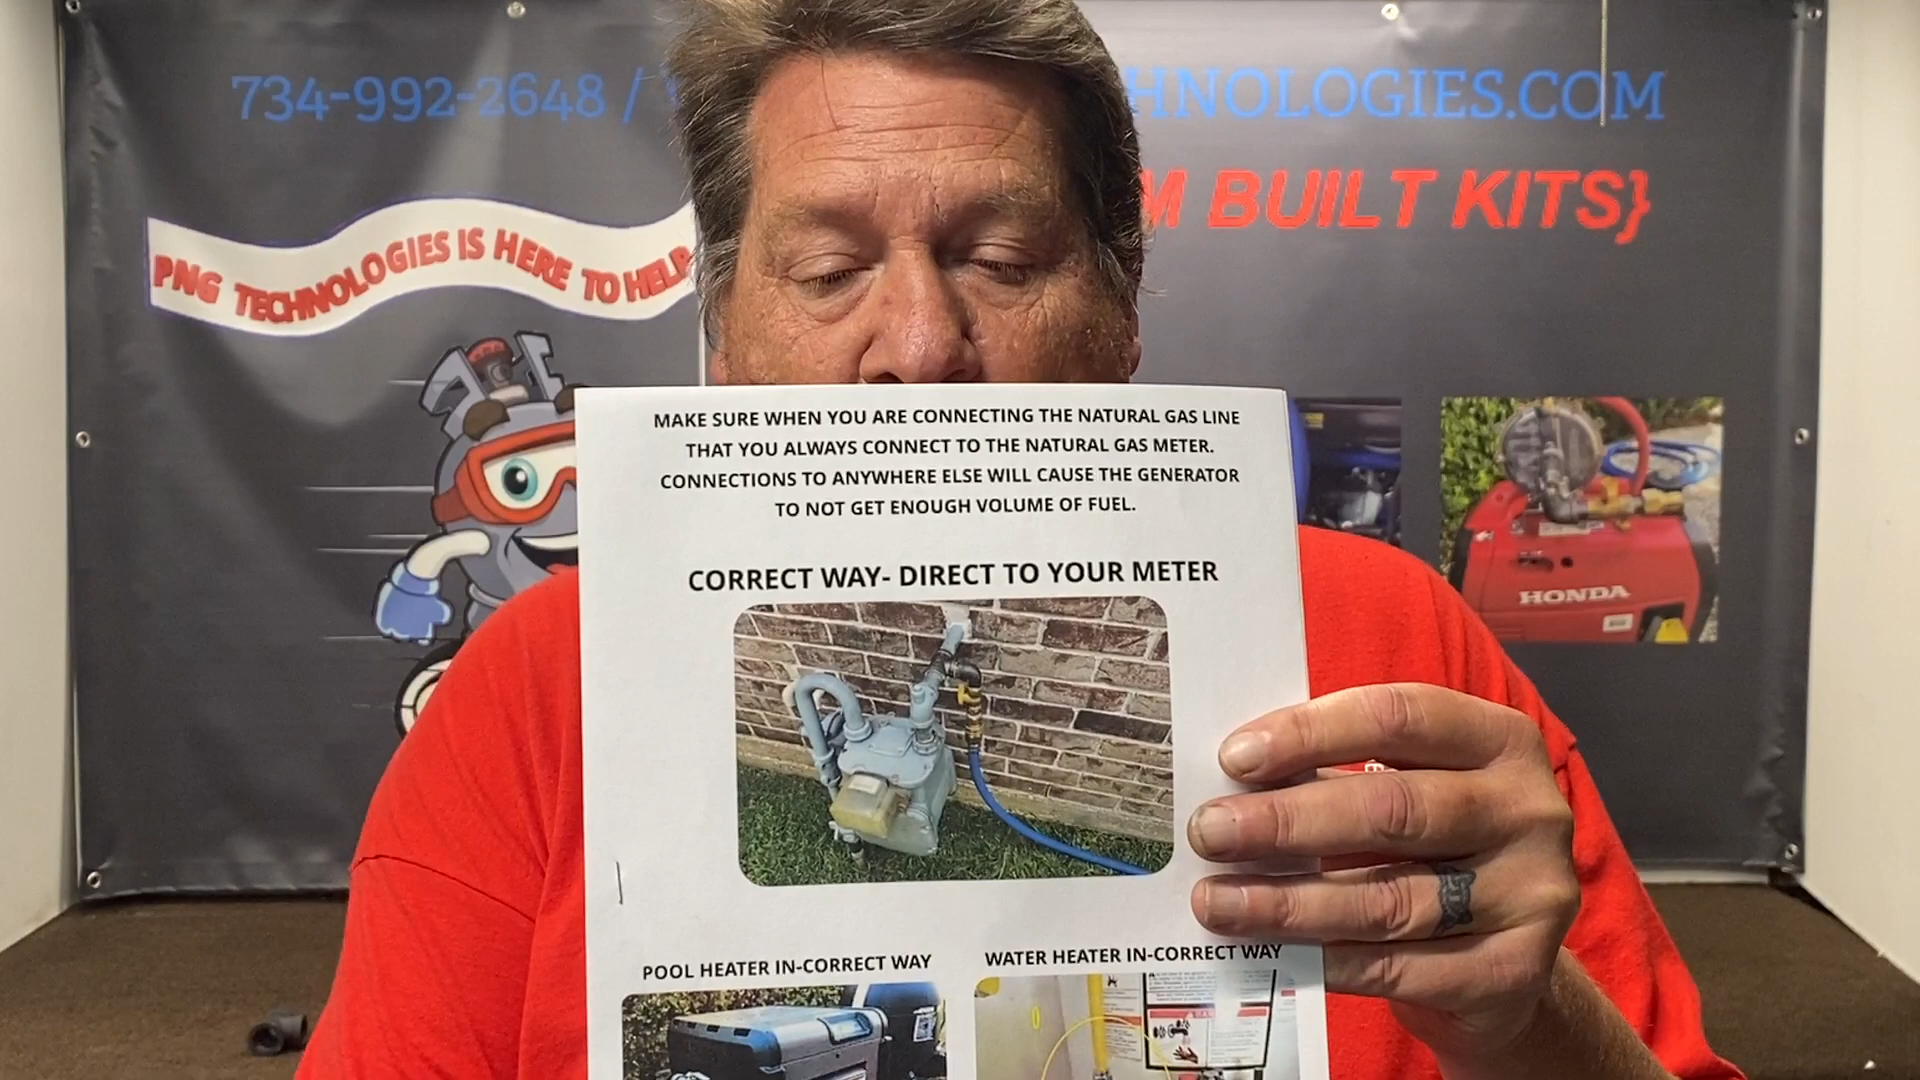 734-992-2648 /
HNOLOGIES.COM
M BUILT KITS}
PNG TECHNOLOGIES IS HERE TO HELP
HONDA
MAKE SURE WHEN YOU ARE CONNECTING THE NATURAL GAS LINE
THAT YOU ALWAYS CONNECT TO THE NATURAL GAS METER.
CONNECTIONS TO ANYWHERE ELSE WILL CAUSE THE GENERATOR
TO NOT GET ENOUGH VOLUME OF FUEL.
CORRECT WAY- DIRECT TO YOUR METER
POOL HEATER IN-CORRECT WAY
WATER HEATER IN-CORRECT WAY